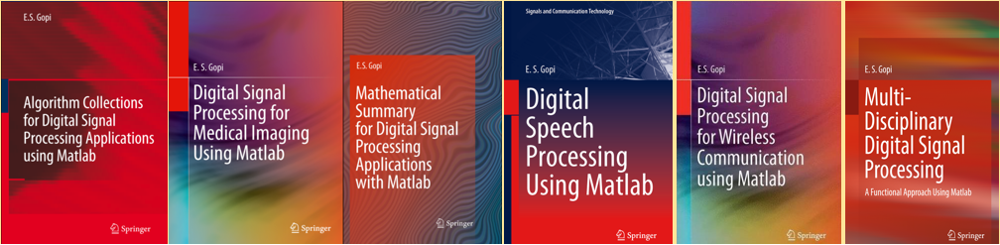 E.S. Gopi
Algorithm Collections
for Digital Signal
Processing Applications
using Matlab
Springer
E. S. Gopi
Digital Signal
Processing for
Medical Imaging
Using Matlab
Springer
E.S. Gopi
Mathematical
Summary
for Digital Signal
Processing
Applications
with Matlab
Springer
Signals and Communication Technology
E. S. Gopi
Digital
Speech
Processing
Using Matlab
Springer
E.S. Gopi
Digital Signal
Processing
for Wireless
Communication
using Matlab
Springer
E. S. Gopi
Multi-
Disciplinary
Digital Signal
Processing
A Functional Approach Using Matlab
Springer